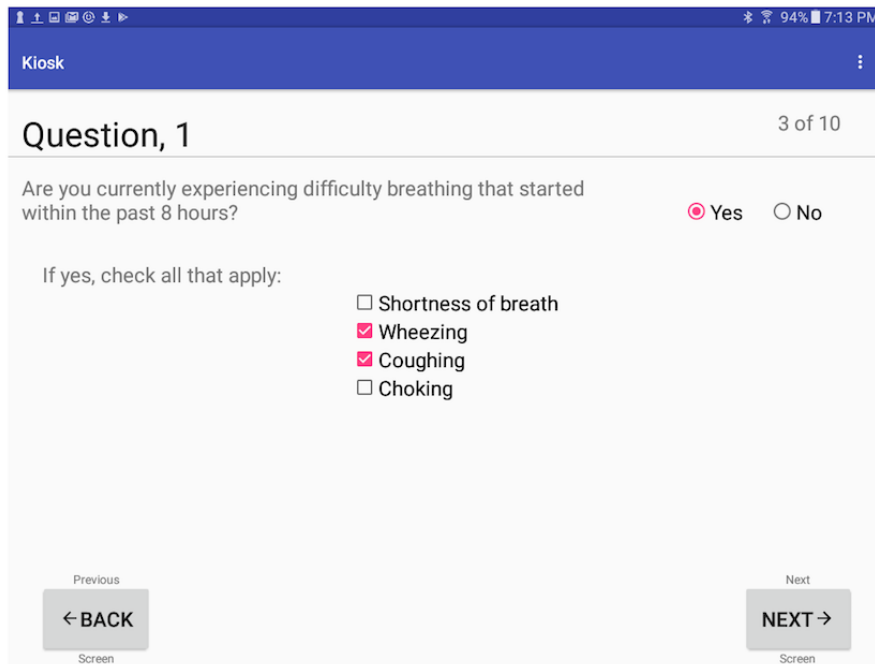 94% 7:13 PM
Kiosk
Question, 1
3 of 10
Are you currently experiencing difficulty breathing that started
within the past 8 hours?
Yes No
If yes, check all that apply:
Shortness of breath
Wheezing
Coughing
Choking
Previous
Next
←BACK
NEXT→
Screen
Screen